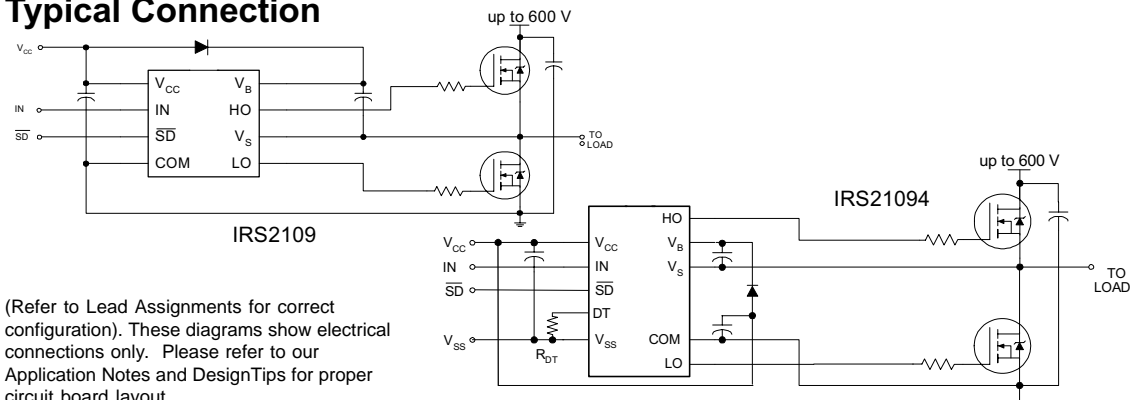 Typical Connection
up to 600 V
VCC
VCC
VB
IN
IN
HO
SD
SD
VS
TO
LOAD
COM
LO
IRS2109
up to 600 V
IRS21094
HO
VCC
VCC
VB
IN
IN
VS
TO
LOAD
SD
SD
DT
VSS
RDT
VSS
COM
LO
(Refer to Lead Assignments for correct
configuration). These diagrams show electrical
connections only. Please refer to our
Application Notes and DesignTips for proper
circuit board layout